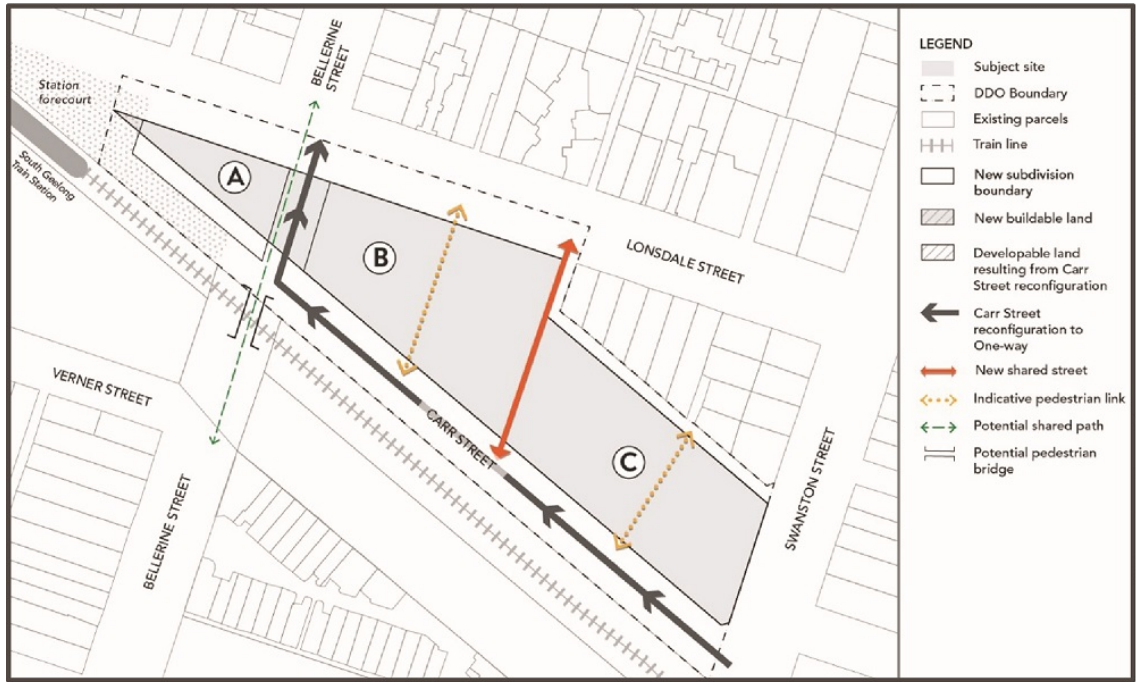 BELLERINE
STREET
Station
forecourt
South Geelong
Train Station
A
B
C
LONSDALE STREET
VERNER STREET
CARR STREET
SWANSTON STREET
BELLERINE STREET
LEGEND
Subject site
DDO Boundary
Existing parcels
Train line
New subdivision
boundary
New buildable land
Developable land
resulting from Carr
Street reconfiguration
Carr Street
reconfiguration to
One-way
New shared street
Indicative pedestrian link
Potential shared path
Potential pedestrian
bridge